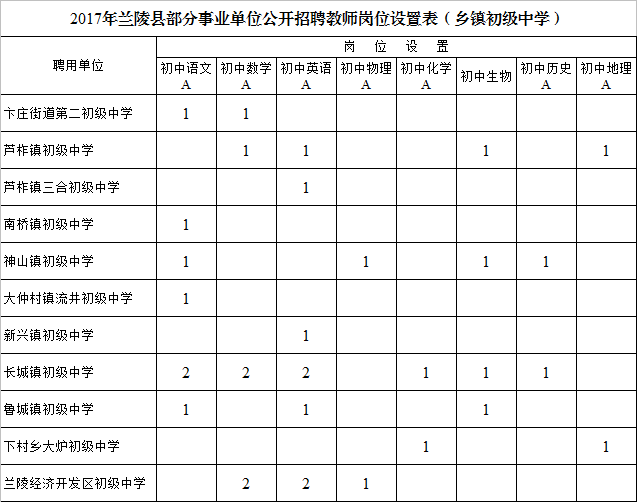 2017年兰陵县部分事业单位公开招聘教师岗位设置表（乡镇初级中学）
聘用单位 岗 位 设 置
初中语文A 初中数学A 初中英语A 初中物理A 初中化学A 初中生物 初中历史A 初中地理A
卞庄街道第二初级中学 1 1
芦柞镇初级中学 1 1 1 1
芦柞镇三合初级中学 1
南桥镇初级中学 1
神山镇初级中学 1 1 1 1
大仲村镇流井初级中学 1
新兴镇初级中学 1
长城镇初级中学 2 2 2 1 1 1
鲁城镇初级中学 1 1 1
下村乡大炉初级中学 1 1
兰陵经济开发区初级中学 2 2 1